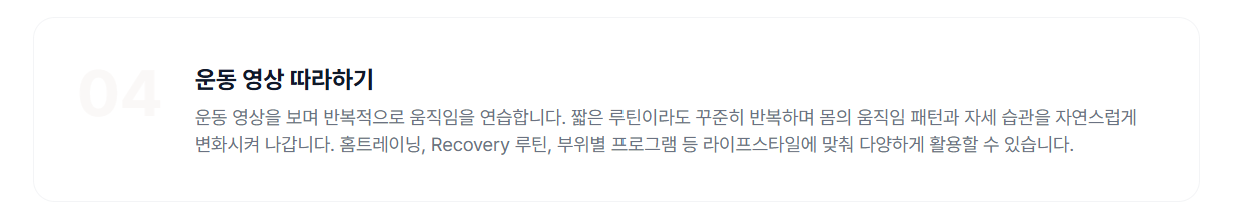 04
운동 영상 따라하기
운동 영상을 보며 반복적으로 움직임을 연습합니다. 짧은 루틴이라도 꾸준히 반복하며 몸의 움직임 패턴과 자세 습관을 자연스럽게
변화시켜 나갑니다. 홈트레이닝, Recovery 루틴, 부위별 프로그램 등 라이프스타일에 맞춰 다양하게 활용할 수 있습니다.